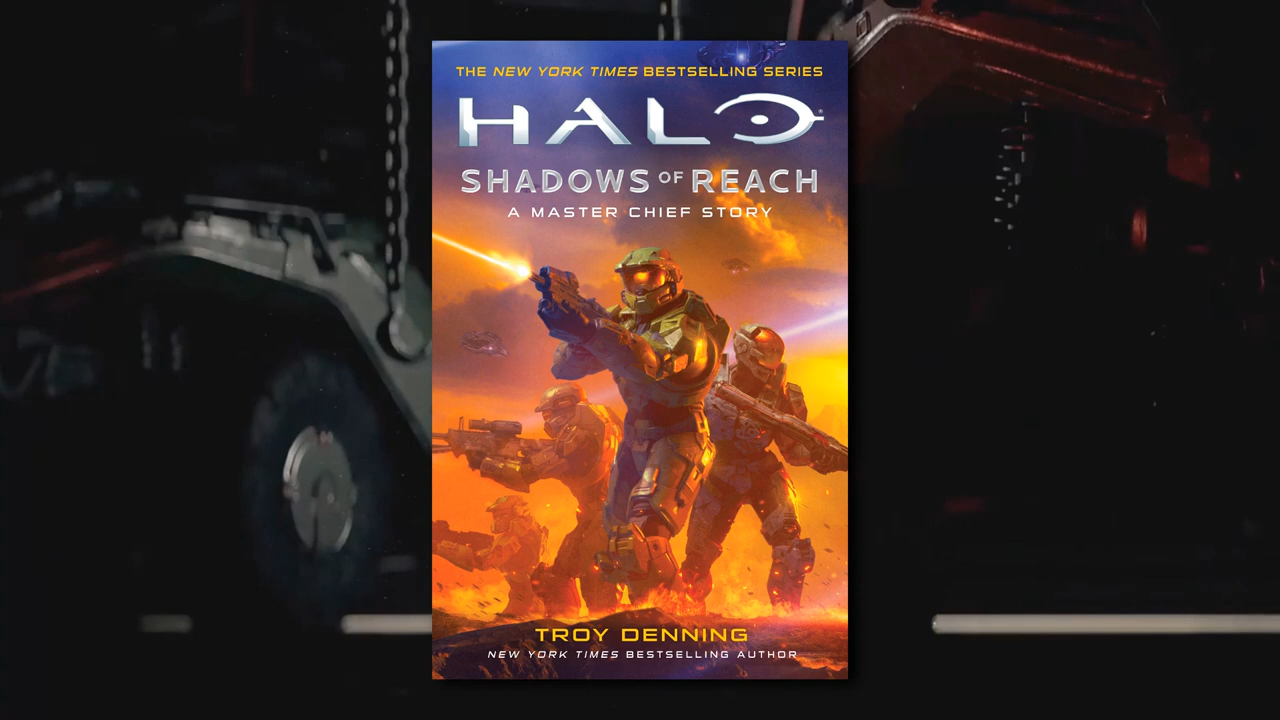 THE NEW YORK TIMES BESTSELLING SERIES
HALO®
SHADOWS OF REACH
A MASTER CHIEF STORY
TROY DENNING
NEW YORK TIMES BESTSELLING AUTHOR